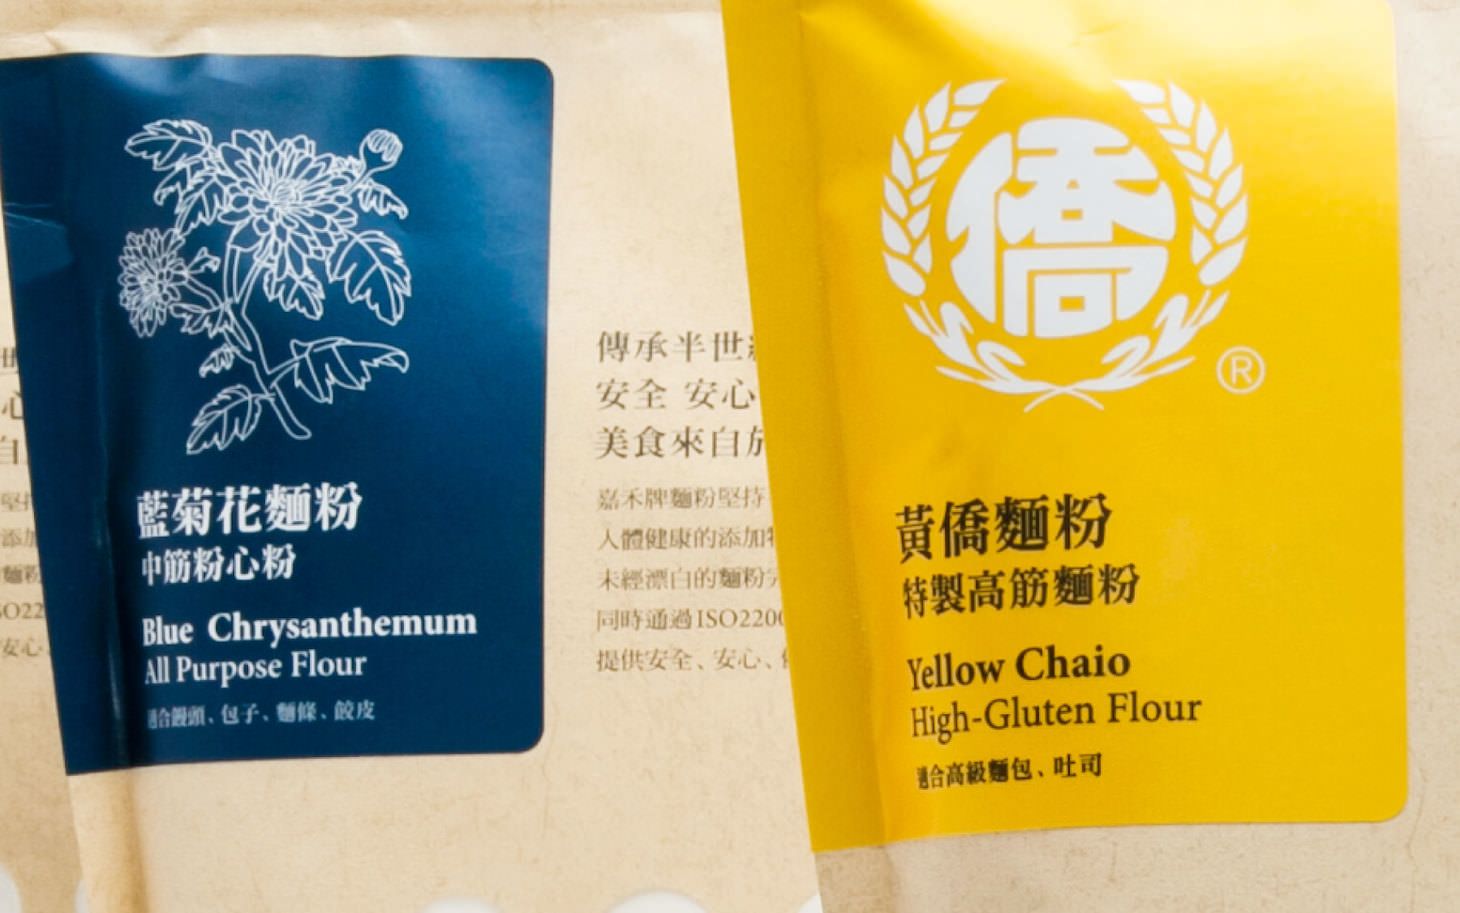 藍菊花麵粉
中筋粉心粉
Blue Chrysanthemum
All Purpose Flour
適合饅頭、包子、麵條、餃皮
傳承半世
安全 安心
美食來自
嘉禾牌麵粉堅持
人體健康的添加
未經漂白的麵粉
同時通過ISO2200
提供安全、安心、
僑
®
黃僑麵粉
特製高筋麵粉
Yellow Chaio
High-Gluten Flour
適合高級麵包、吐司